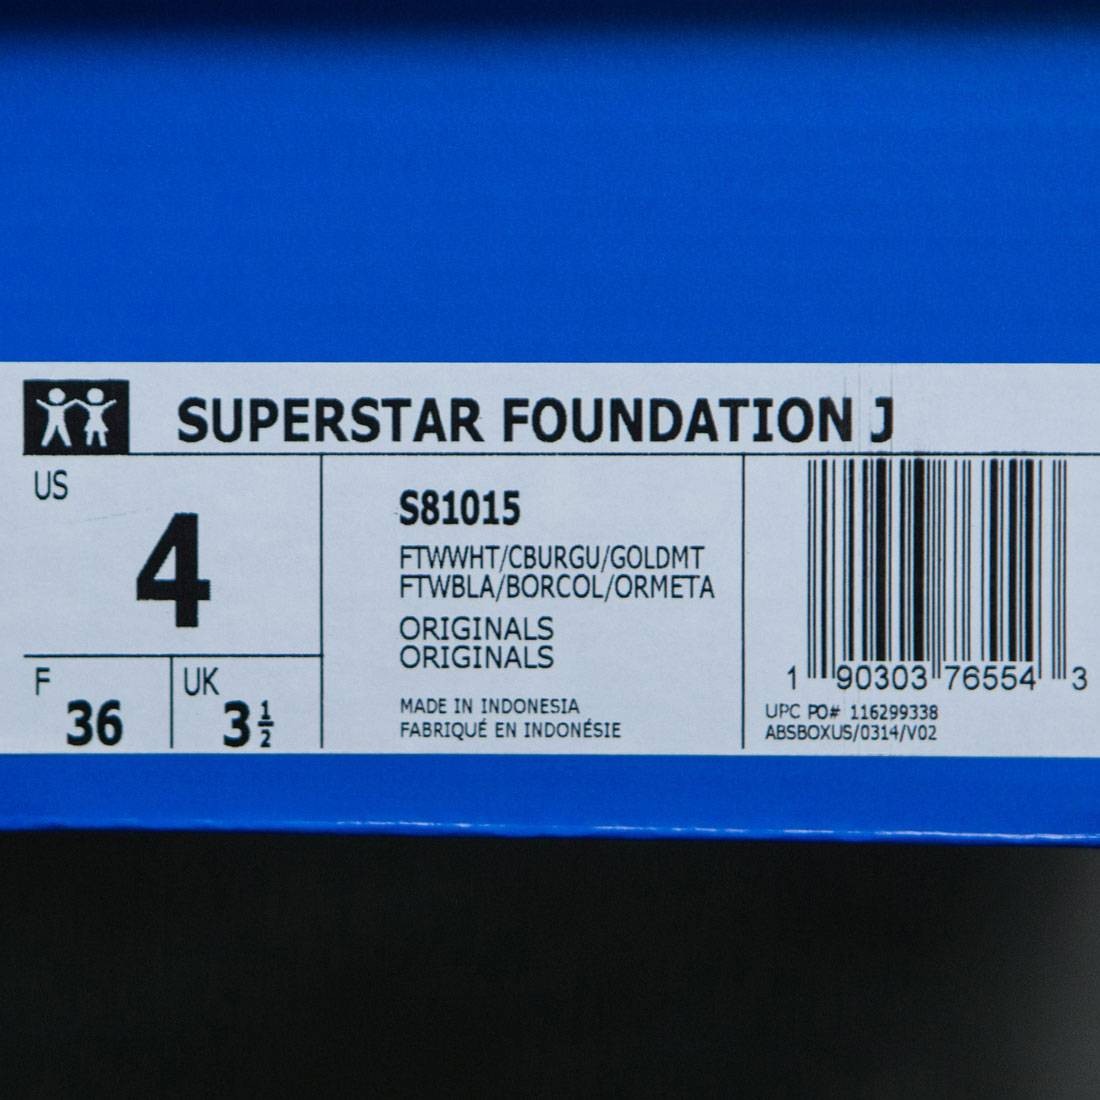 SUPERSTAR FOUNDATION J
US
4
F
36
UK
3 1/2
S81015
FTWWHT/CBURGU/GOLDMT
FTWBLA/BORCOL/ORMETA
ORIGINALS
ORIGINALS
MADE IN INDONESIA
FABRIQUÉ EN INDONÉSIE
1 90303 76554 3
UPC PO# 116299338
ABSBOXUS/0314/V02